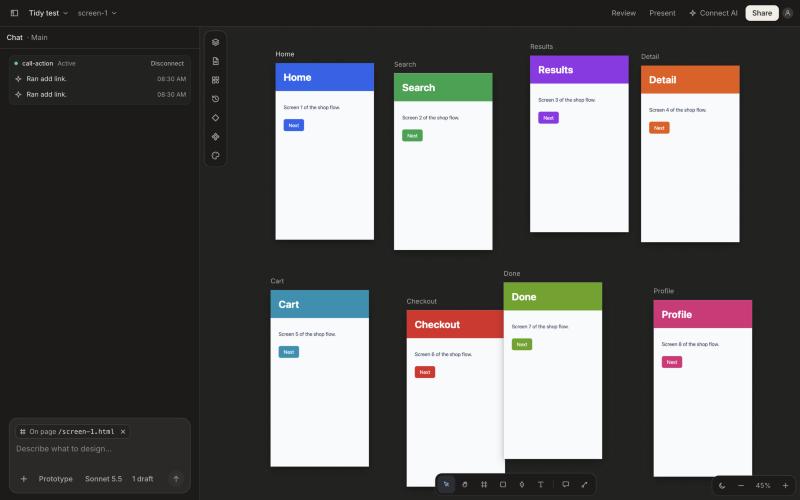 Tidy test
screen-1
Review
Present
Connect AI
Share
Chat · Main
call-action Active
Disconnect
Ran add link.
08:30 AM
Ran add link.
08:30 AM
Home
Home
Screen 1 of the shop flow.
Next
Search
Search
Screen 2 of the shop flow.
Next
Results
Results
Screen 3 of the shop flow.
Next
Detail
Detail
Screen 4 of the shop flow.
Next
Cart
Cart
Screen 5 of the shop flow.
Next
Checkout
Checkout
Screen 6 of the shop flow.
Next
Done
Done
Screen 7 of the shop flow.
Next
Profile
Profile
Screen 8 of the shop flow.
Next
On page /screen-1.html
Describe what to design...
Prototype
Sonnet 5.5
1 draft
45%